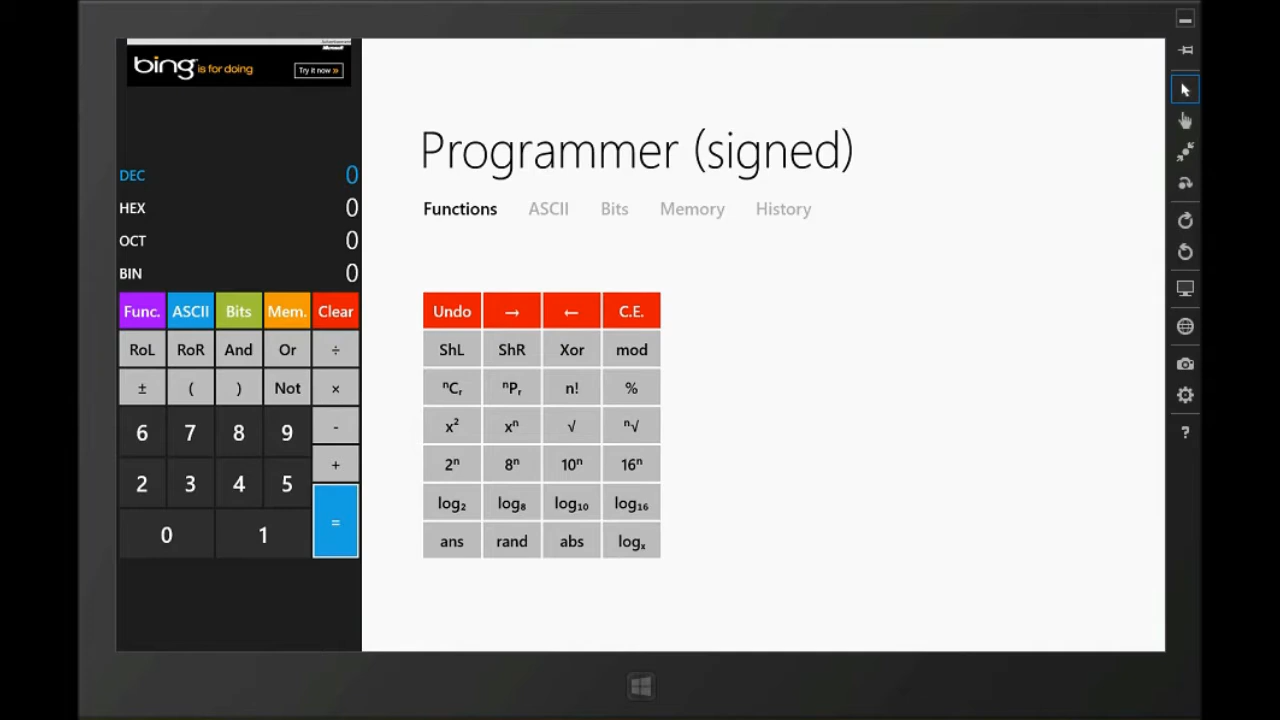 Advertisement
Microsoft
bing is for doing
Try it now »
DEC 0
HEX 0
OCT 0
BIN 0
Func. ASCII Bits Mem. Clear
RoL RoR And Or ÷
± ( ) Not ×
6 7 8 9 -
2 3 4 5 +
0 1 =
Programmer (signed)
Functions ASCII Bits Memory History
Undo → ← C.E.
ShL ShR Xor mod
ⁿCᵣ ⁿPᵣ n! %
x² xⁿ √ ⁿ√
2ⁿ 8ⁿ 10ⁿ 16ⁿ
log₂ log₈ log₁₀ log₁₆
ans rand abs logₓ
?